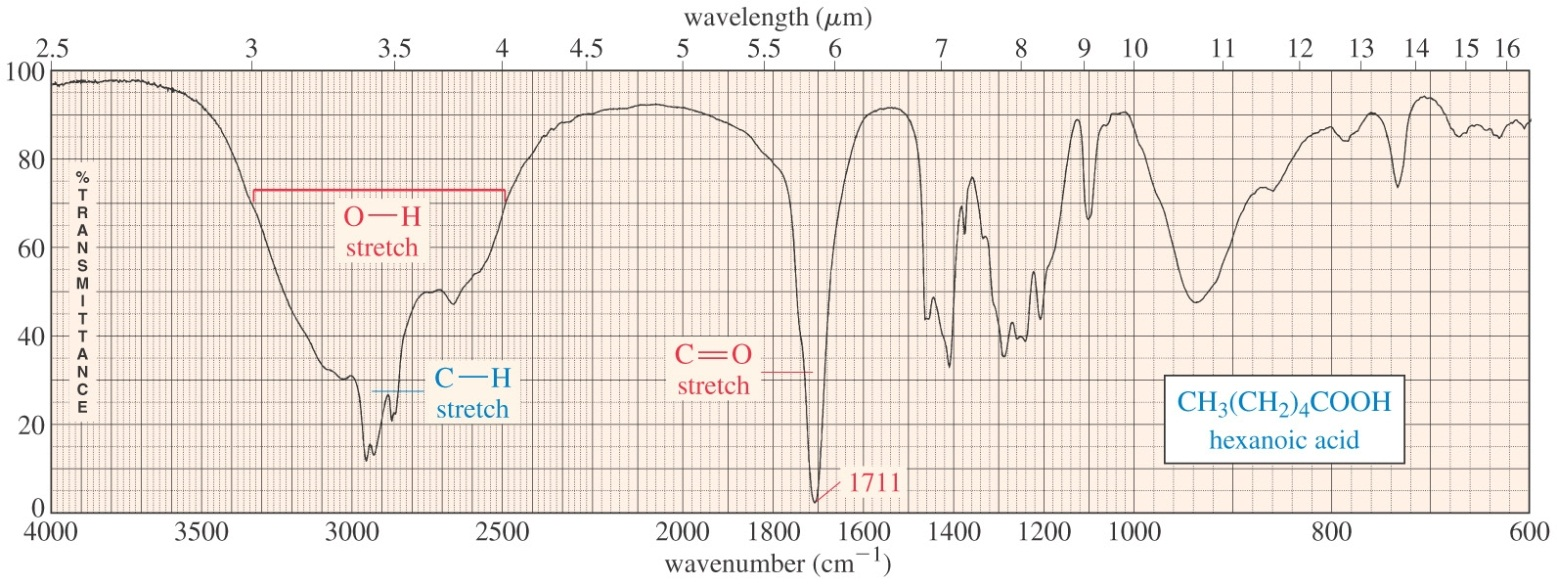 wavelength (μm)
2.5 3 3.5 4 4.5 5 5.5 6 7 8 9 10 11 12 13 14 15 16
100
80
60
40
20
0
%TRANSMITTANCE
O—H
stretch
C—H
stretch
C=O
stretch
1711
CH₃(CH₂)₄COOH
hexanoic acid
4000 3500 3000 2500 2000 1800 1600 1400 1200 1000 800 600
wavenumber (cm⁻¹)